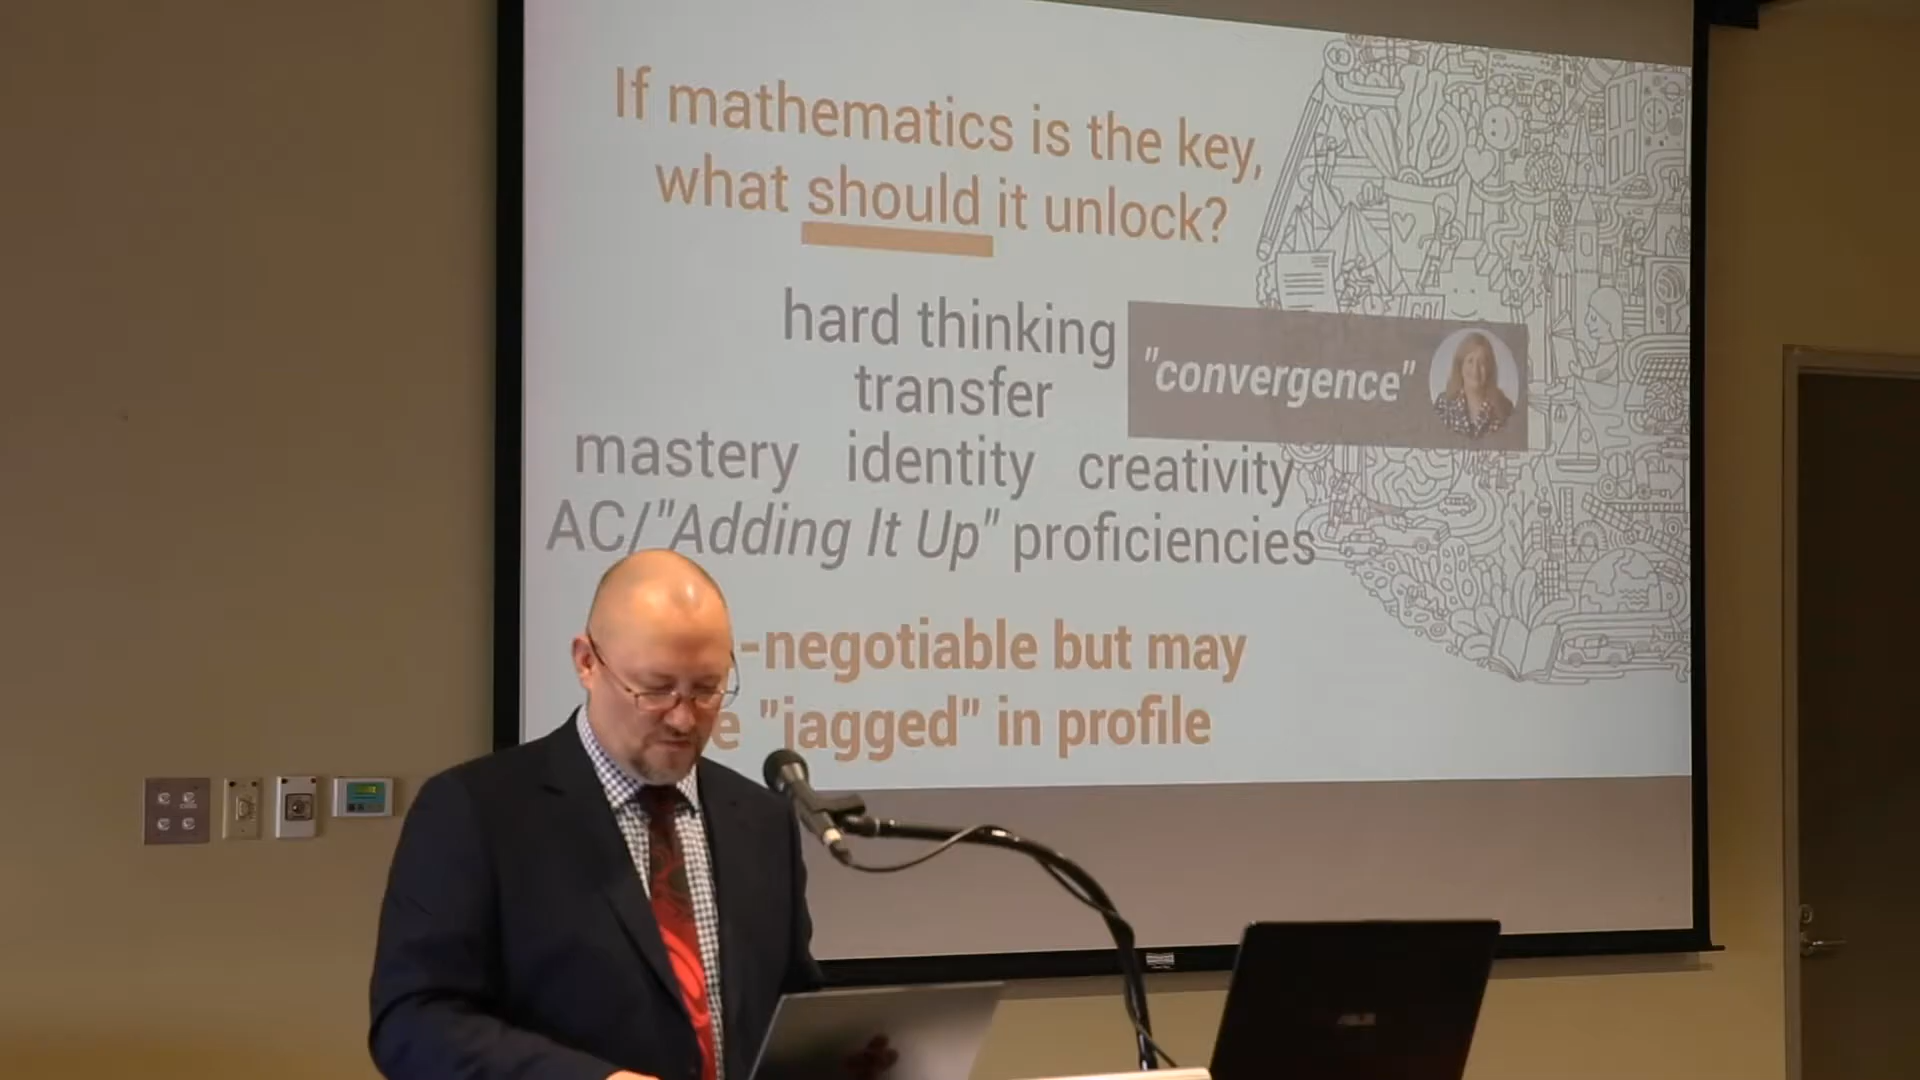 If mathematics is the key,
what should it unlock?
hard thinking
"convergence"
transfer
mastery identity creativity
AC/"Adding It Up" proficiencies
-negotiable but may
"jagged" in profile
ASUS